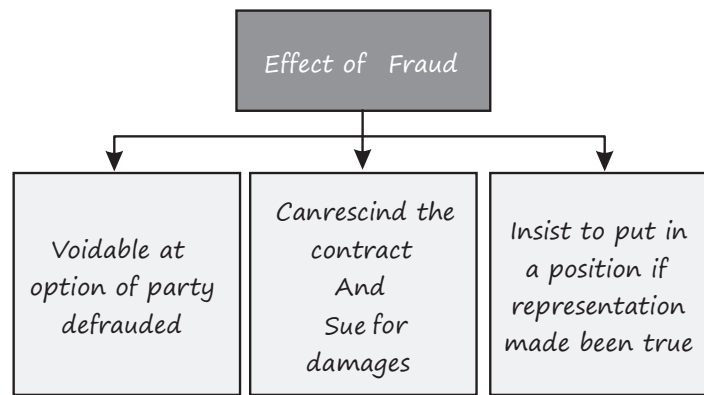 Effect of Fraud
Voidable at
option of party
defrauded
Canrescind the
contract
And
Sue for
damages
Insist to put in
a position if
representation
made been true